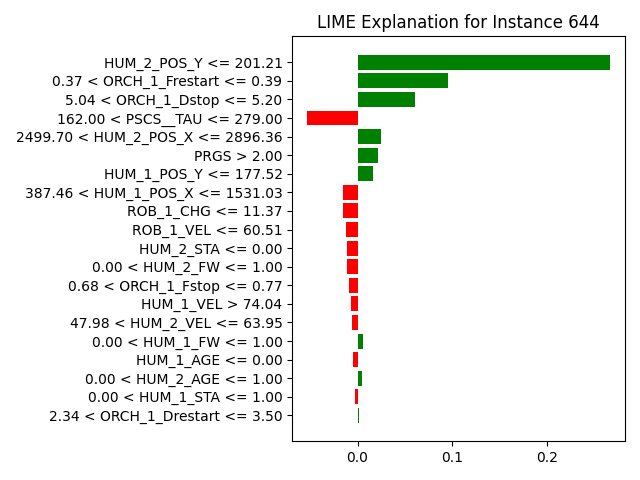 LIME Explanation for Instance 644
HUM_2_POS_Y <= 201.21
0.37 < ORCH_1_Frestart <= 0.39
5.04 < ORCH_1_Dstop <= 5.20
162.00 < PSCS__TAU <= 279.00
2499.70 < HUM_2_POS_X <= 2896.36
PRGS > 2.00
HUM_1_POS_Y <= 177.52
387.46 < HUM_1_POS_X <= 1531.03
ROB_1_CHG <= 11.37
ROB_1_VEL <= 60.51
HUM_2_STA <= 0.00
0.00 < HUM_2_FW <= 1.00
0.68 < ORCH_1_Fstop <= 0.77
HUM_1_VEL > 74.04
47.98 < HUM_2_VEL <= 63.95
0.00 < HUM_1_FW <= 1.00
HUM_1_AGE <= 0.00
0.00 < HUM_2_AGE <= 1.00
0.00 < HUM_1_STA <= 1.00
2.34 < ORCH_1_Drestart <= 3.50
0.0 0.1 0.2